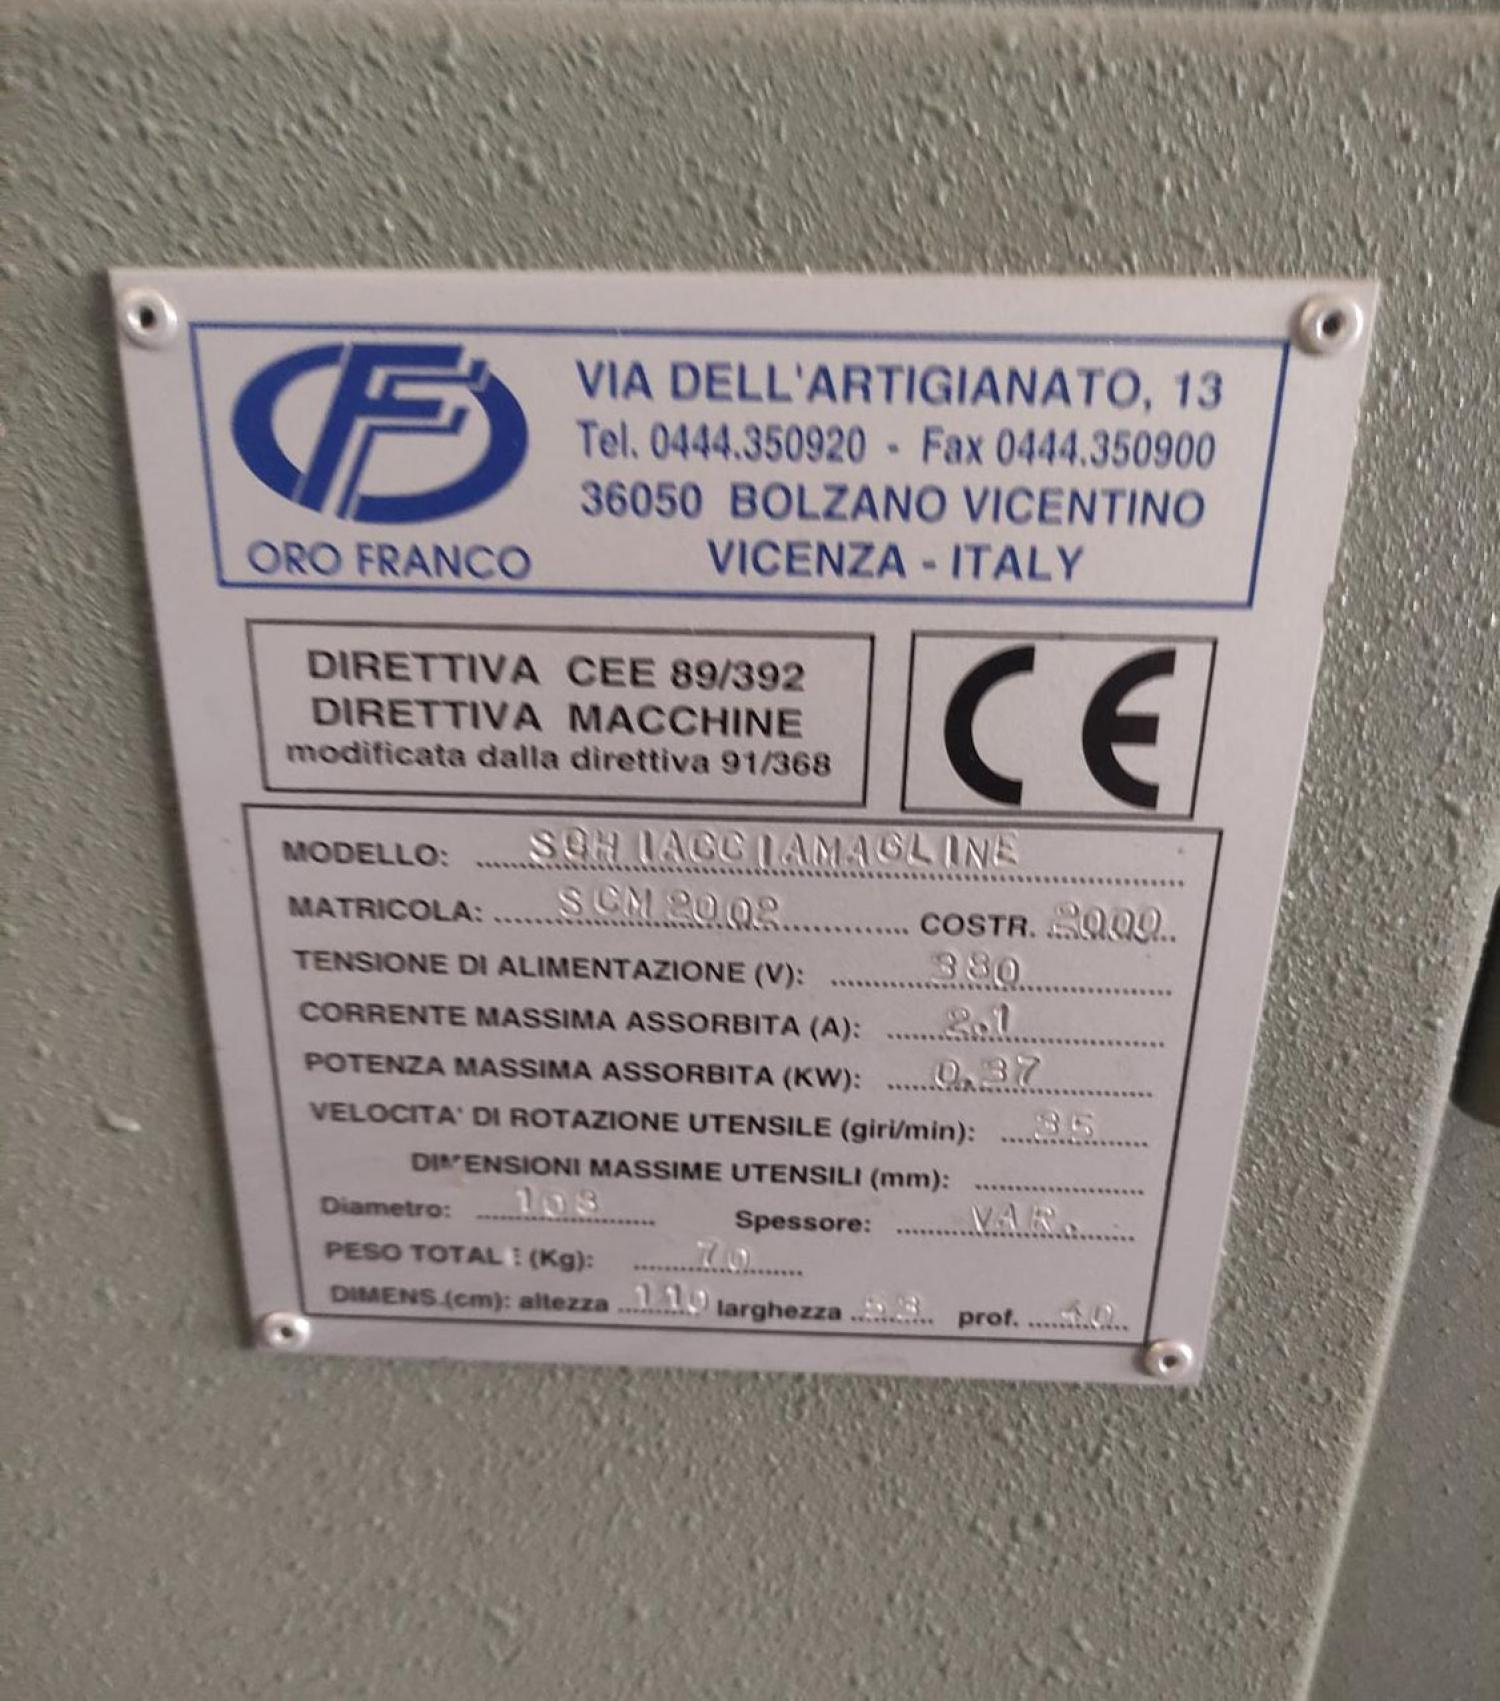 VIA DELL'ARTIGIANATO, 13
Tel. 0444.350920 - Fax 0444.350900
36050 BOLZANO VICENTINO
VICENZA - ITALY
ORO FRANCO
DIRETTIVA CEE 89/392
DIRETTIVA MACCHINE
modificata dalla direttiva 91/368
CE
MODELLO: SCHIACCIAMAGLINE
MATRICOLA: SCM2002 COSTR. 2000
TENSIONE DI ALIMENTAZIONE (V): 380
CORRENTE MASSIMA ASSORBITA (A): 2.1
POTENZA MASSIMA ASSORBITA (KW): 0.37
VELOCITA' DI ROTAZIONE UTENSILE (giri/min): 35
DIMENSIONI MASSIME UTENSILI (mm):
Diametro: 108 Spessore: VAR.
PESO TOTALE (Kg): 70
DIMENS.(cm): altezza 110 larghezza 53 prof. 40